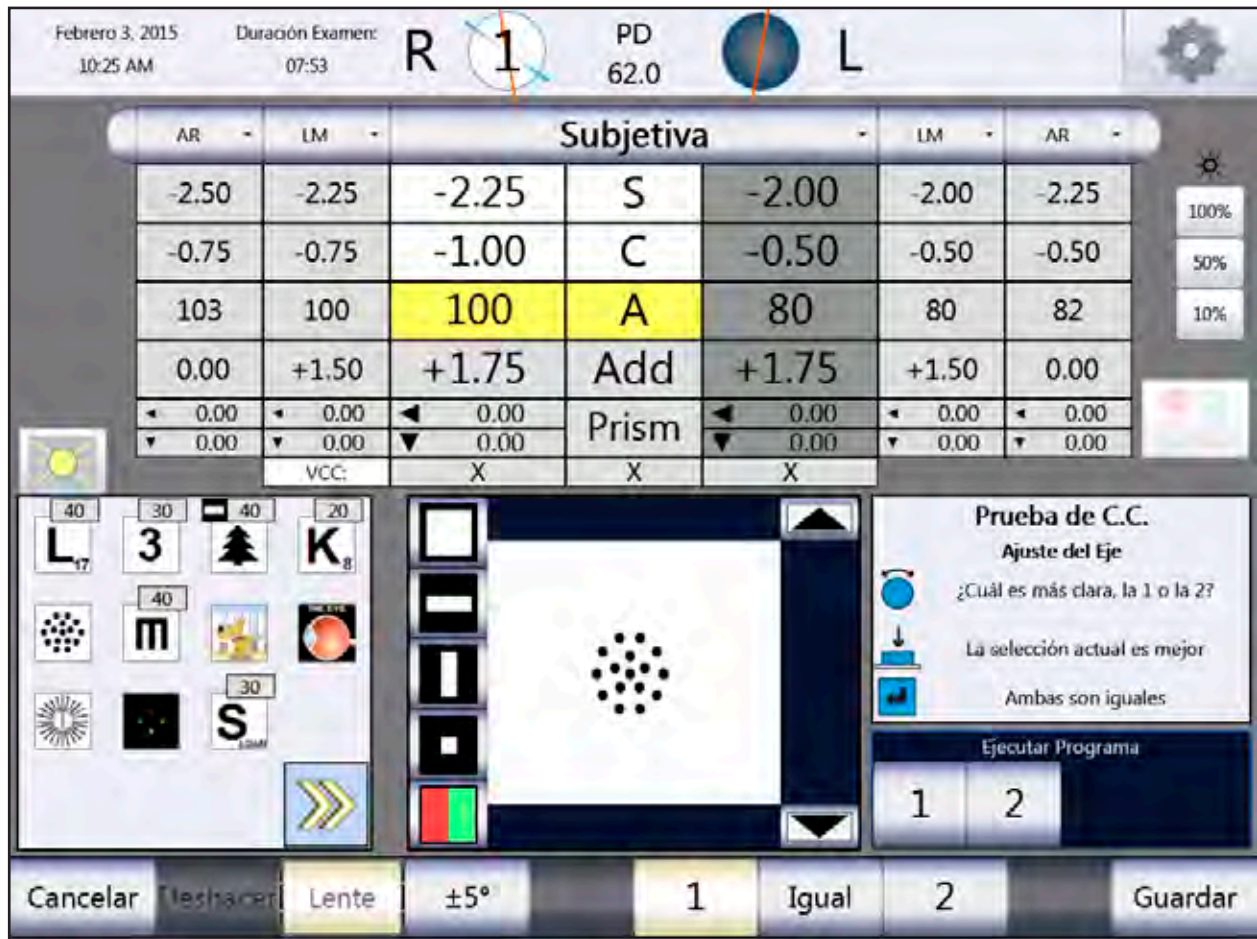 Febrero 3, 2015 Duración Examen: R 1 PD L
10:25 AM 07:53 62.0
AR LM Subjetiva LM AR
-2.50 -2.25 -2.25 S -2.00 -2.00 -2.25
-0.75 -0.75 -1.00 C -0.50 -0.50 -0.50
103 100 100 A 80 80 82
0.00 +1.50 +1.75 Add +1.75 +1.50 0.00
0.00 0.00 0.00 Prism 0.00 0.00 0.00
0.00 0.00 0.00 0.00 0.00 0.00
VCC: X X X
100%
50%
10%
40 30 40 20
L 17 3 K 8
40
m THE EYE
30
1 S
Prueba de C.C.
Ajuste del Eje
¿Cuál es más clara, la 1 o la 2?
La selección actual es mejor
Ambas son iguales
Ejecutar Programa
1 2
Cancelar Deshacer Lente ±5° 1 Igual 2 Guardar